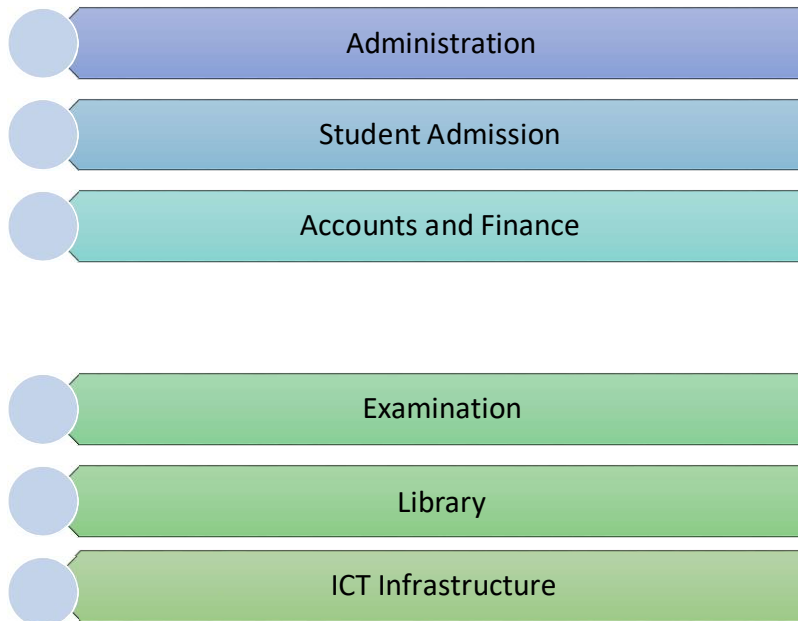 Administration
Student Admission
Accounts and Finance
Examination
Library
ICT Infrastructure